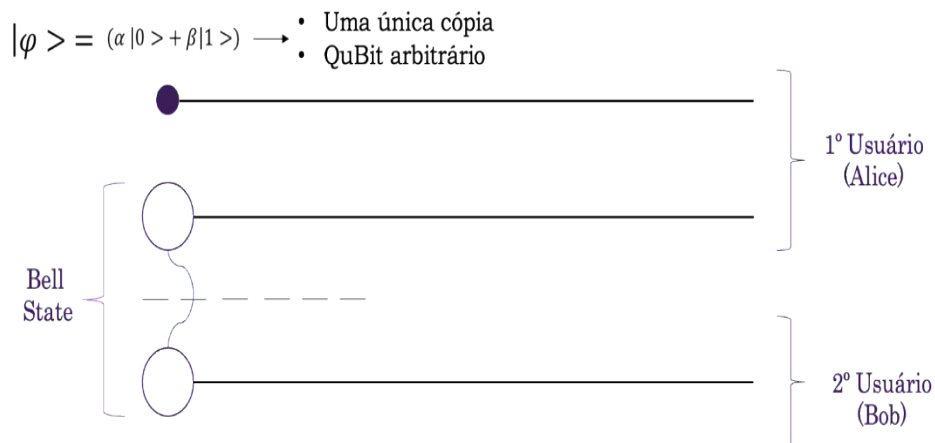 |φ > = (α |0 > + β|1 >)
• Uma única cópia
• QuBit arbitrário
1º Usuário
(Alice)
Bell
State
2º Usuário
(Bob)